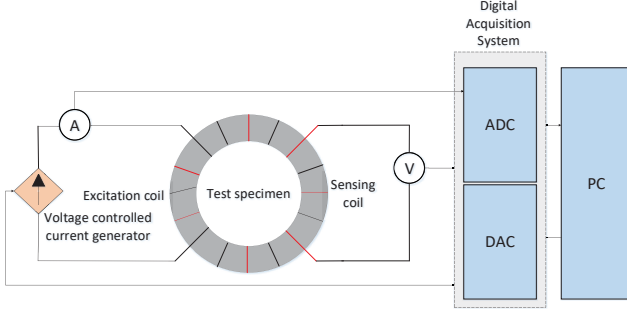 Digital
Acquisition
System
A
ADC
V
PC
Excitation coil
Test specimen
Sensing
coil
Voltage controlled
current generator
DAC